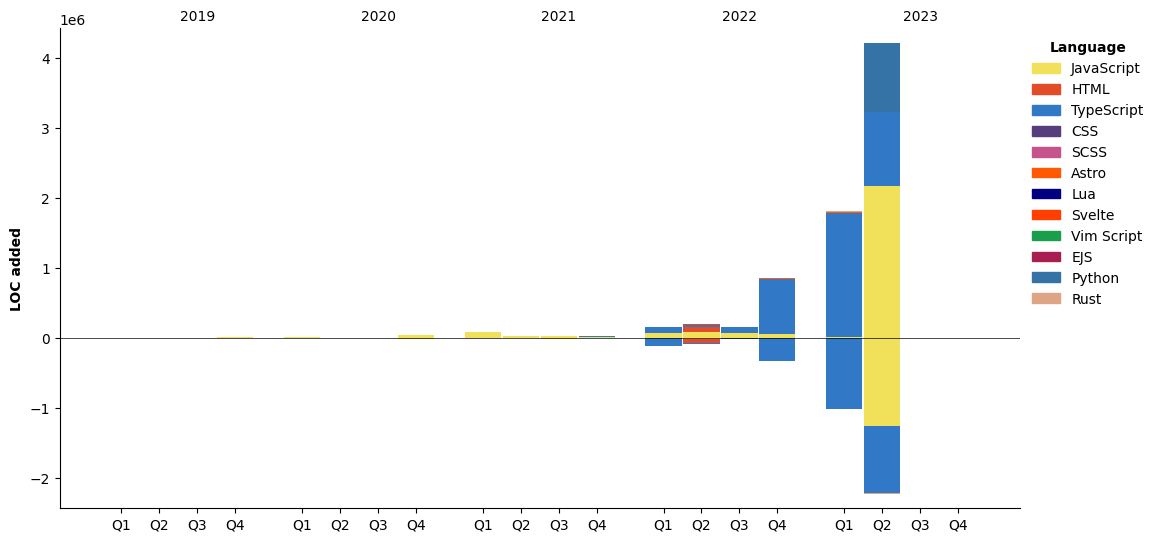 2019 2020 2021 2022 2023
1e6
Language
JavaScript
HTML
TypeScript
CSS
SCSS
Astro
Lua
Svelte
Vim Script
EJS
Python
Rust
LOC added
4
3
2
1
0
−1
−2
Q1 Q2 Q3 Q4 Q1 Q2 Q3 Q4 Q1 Q2 Q3 Q4 Q1 Q2 Q3 Q4 Q1 Q2 Q3 Q4